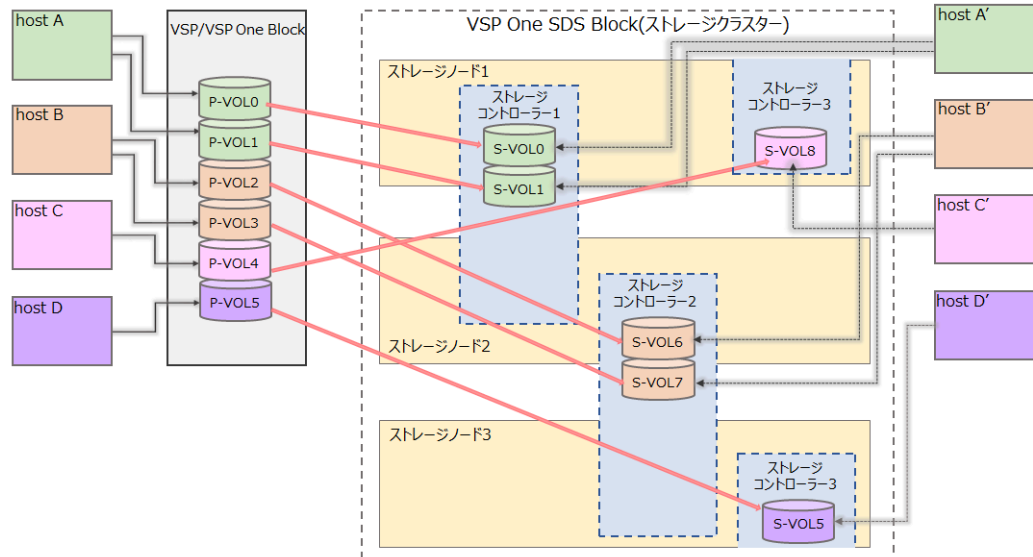 host A
host B
host C
host D
VSP/VSP One Block
P-VOL0
P-VOL1
P-VOL2
P-VOL3
P-VOL4
P-VOL5
VSP One SDS Block(ストレージクラスター)
ストレージノード1
ストレージ
コントローラー1
S-VOL0
S-VOL1
ストレージ
コントローラー3
S-VOL8
ストレージノード2
ストレージ
コントローラー2
S-VOL6
S-VOL7
ストレージノード3
ストレージ
コントローラー3
S-VOL5
host A′
host B′
host C′
host D′